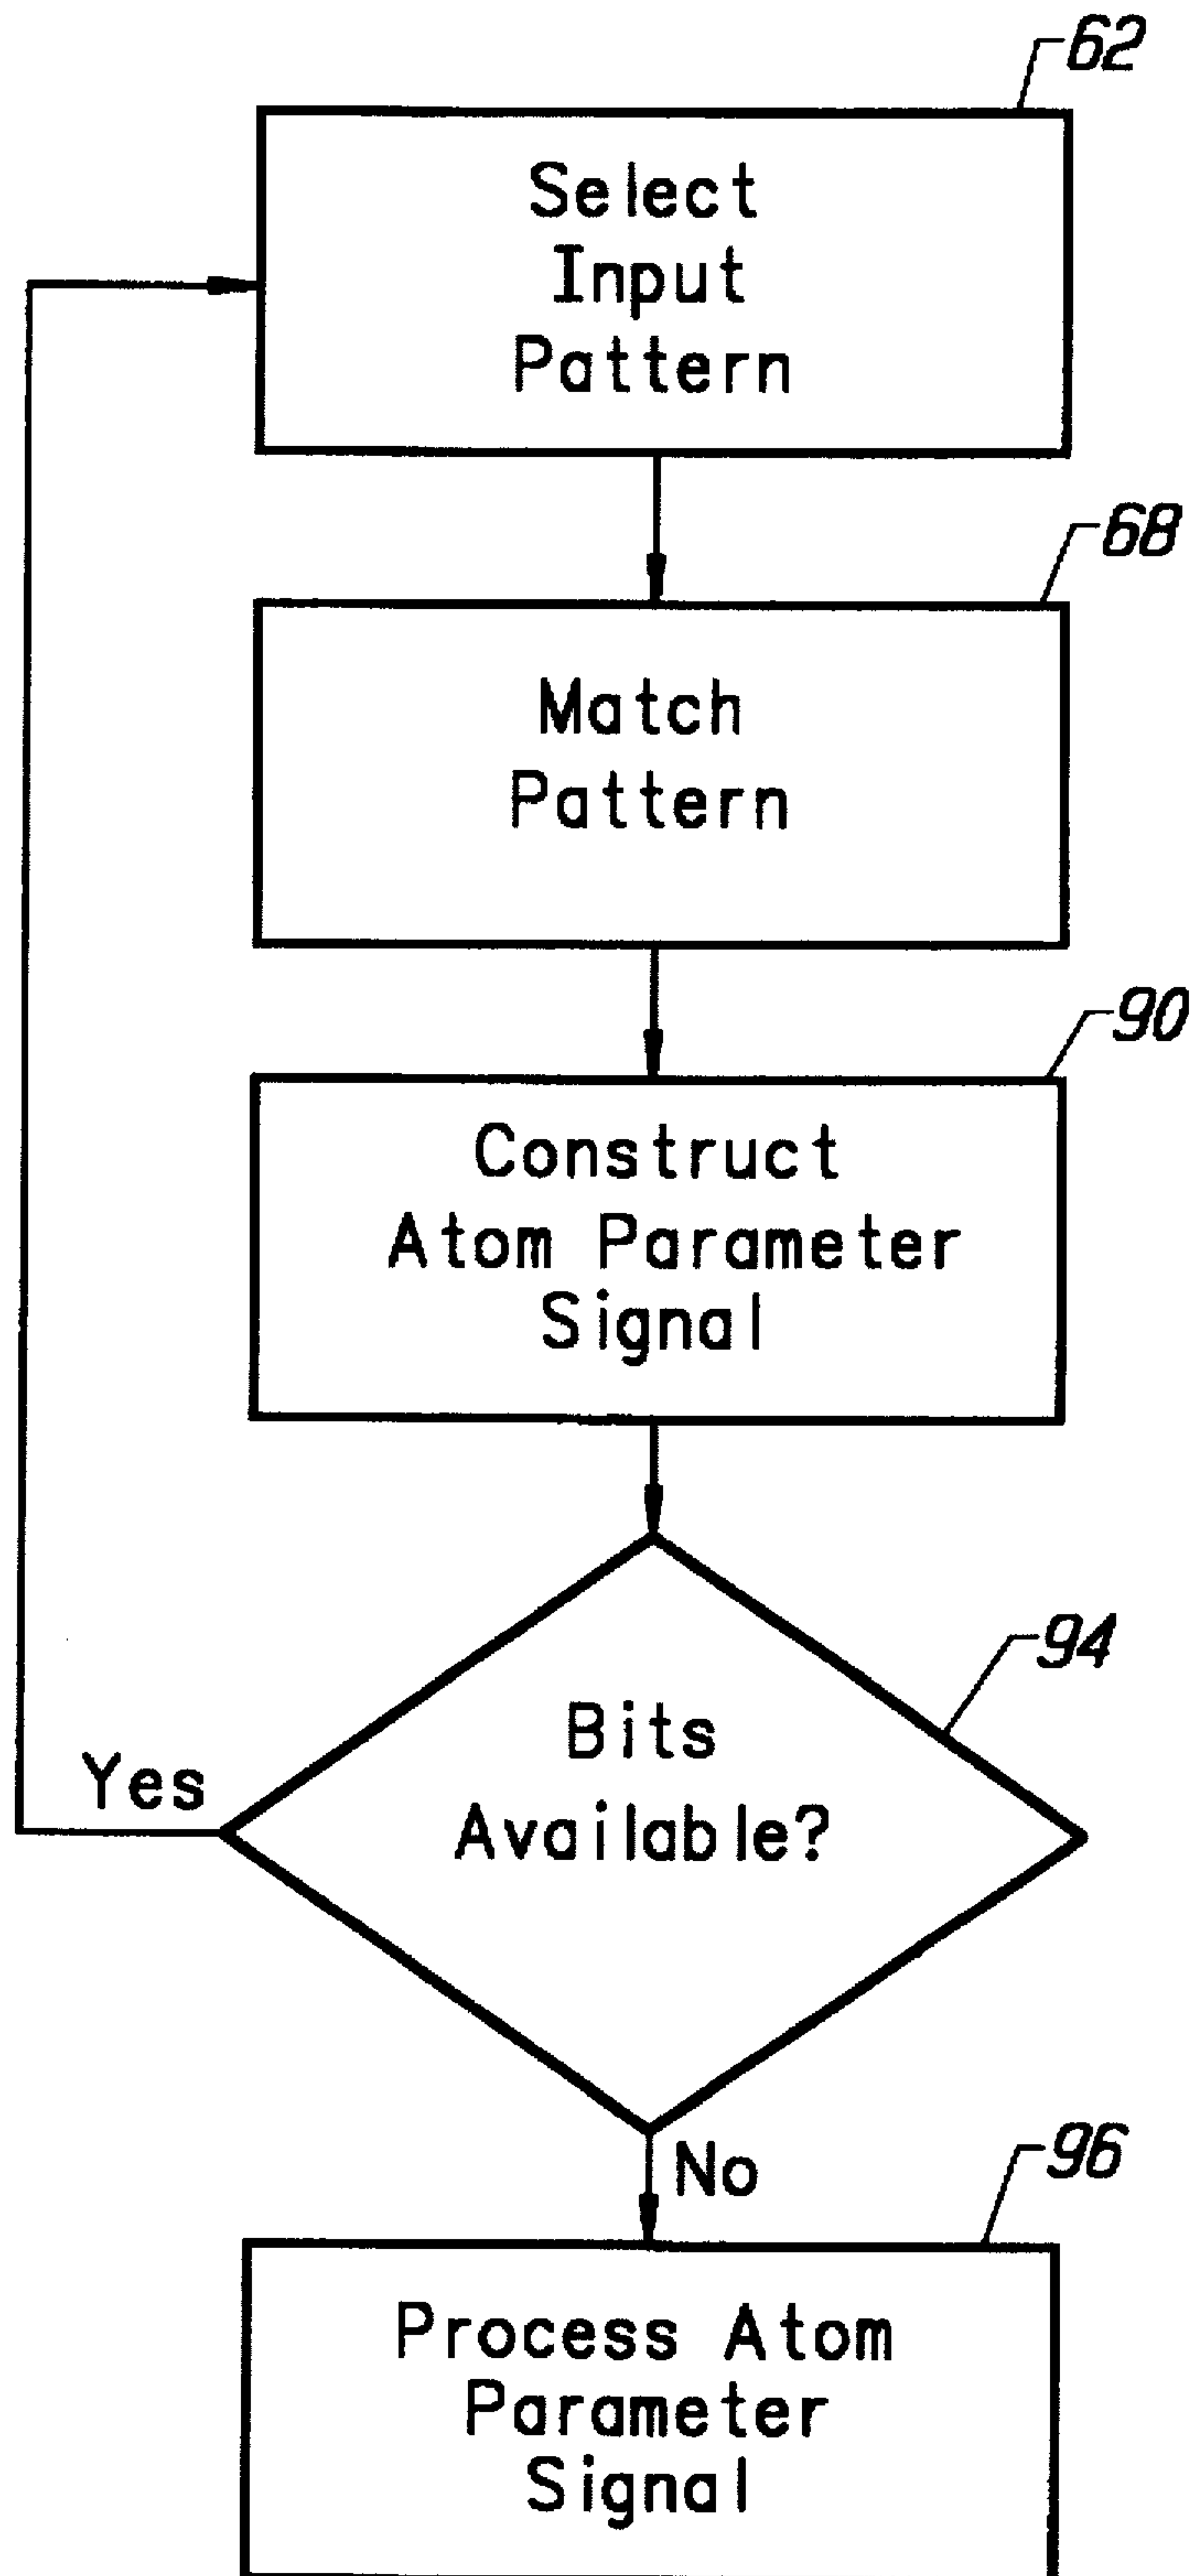 62
Select
Input
Pattern
68
Match
Pattern
90
Construct
Atom Parameter
Signal
94
Bits
Available?
Yes
No
96
Process Atom
Parameter
Signal